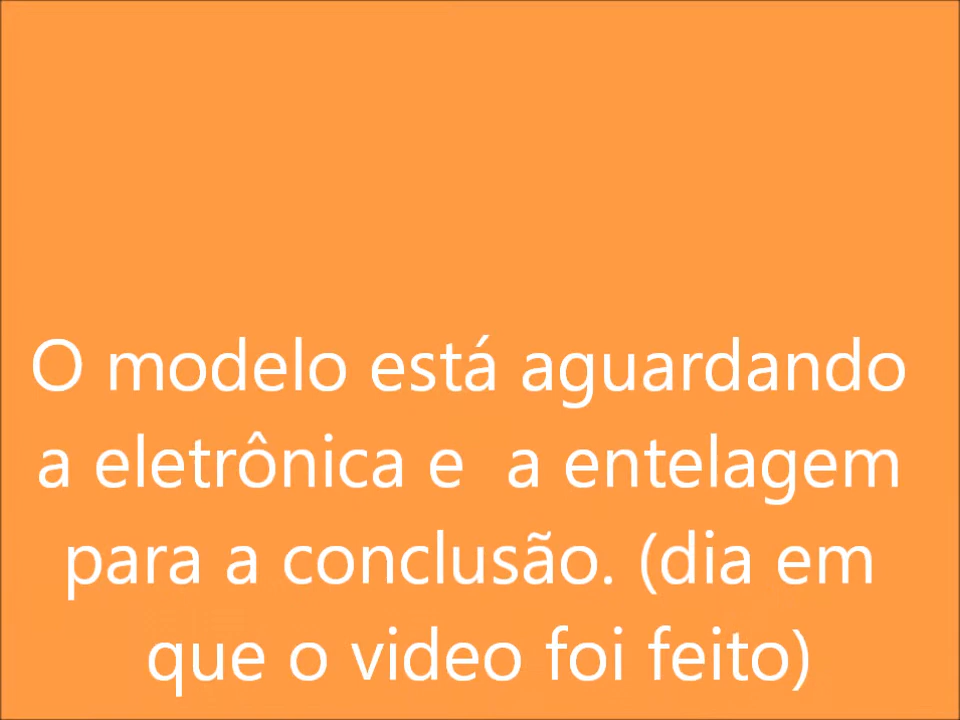 O modelo está aguardando
a eletrônica e  a entelagem
para a conclusão. (dia em
que o video foi feito)